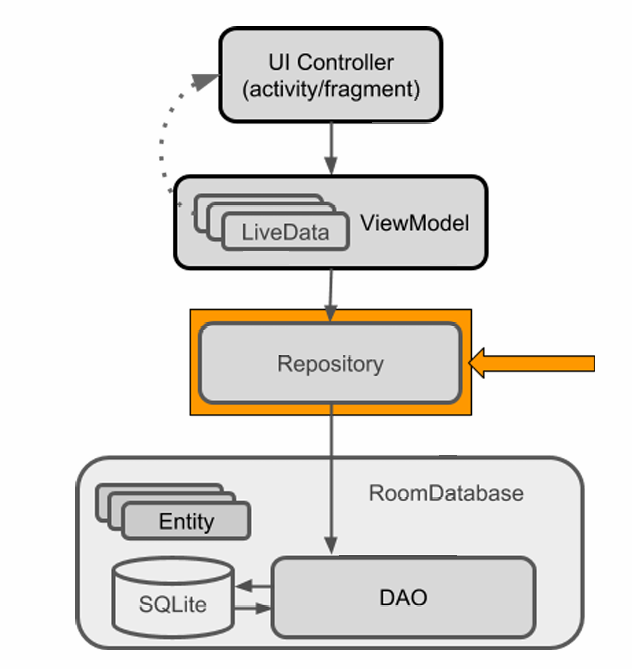 UI Controller
(activity/fragment)
LiveData
ViewModel
Repository
RoomDatabase
Entity
SQLite
DAO